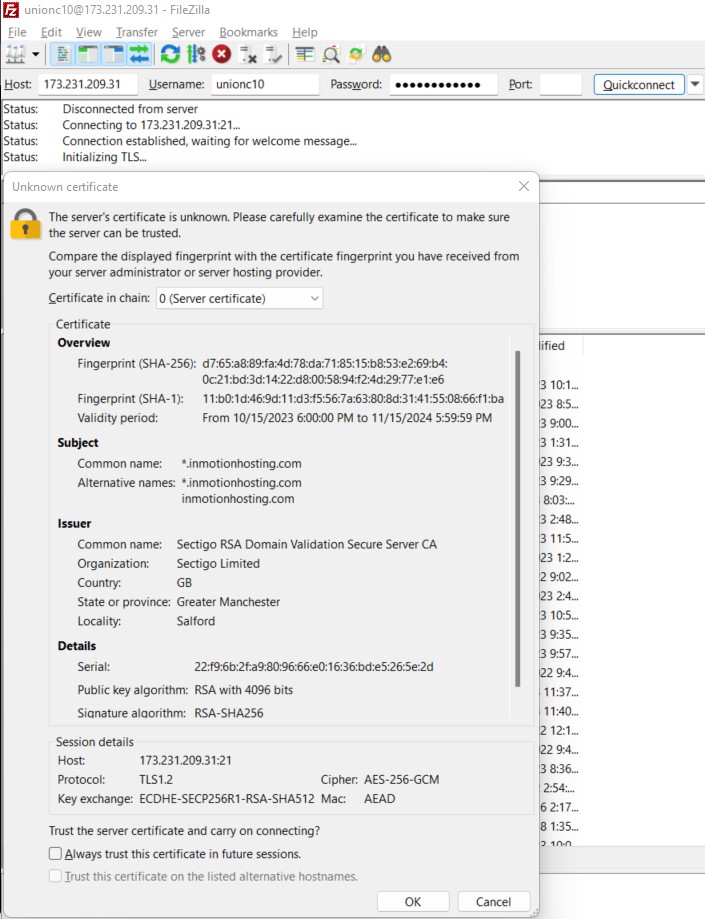 unionc10@173.231.209.31 - FileZilla
File Edit View Transfer Server Bookmarks Help
Host: 173.231.209.31 Username: unionc10 Password: ●●●●●●●●●●●● Port: Quickconnect
Status: Disconnected from server
Status: Connecting to 173.231.209.31:21...
Status: Connection established, waiting for welcome message...
Status: Initializing TLS...
Unknown certificate
The server's certificate is unknown. Please carefully examine the certificate to make sure
the server can be trusted.
Compare the displayed fingerprint with the certificate fingerprint you have received from
your server administrator or server hosting provider.
Certificate in chain: 0 (Server certificate)
Certificate
Overview
Fingerprint (SHA-256): d7:65:a8:89:fa:4d:78:da:71:85:15:b8:53:e2:69:b4:
0c:21:bd:3d:14:22:d8:00:58:94:f2:4d:29:77:e1:e6
Fingerprint (SHA-1): 11:b0:1d:46:9d:11:d3:f5:56:7a:63:80:8d:31:41:55:08:66:f1:ba
Validity period: From 10/15/2023 6:00:00 PM to 11/15/2024 5:59:59 PM
Subject
Common name: *.inmotionhosting.com
Alternative names: *.inmotionhosting.com
inmotionhosting.com
Issuer
Common name: Sectigo RSA Domain Validation Secure Server CA
Organization: Sectigo Limited
Country: GB
State or province: Greater Manchester
Locality: Salford
Details
Serial: 22:f9:6b:2f:a9:80:96:66:e0:16:36:bd:e5:26:5e:2d
Public key algorithm: RSA with 4096 bits
Signature algorithm: RSA-SHA256
Session details
Host: 173.231.209.31:21
Protocol: TLS1.2 Cipher: AES-256-GCM
Key exchange: ECDHE-SECP256R1-RSA-SHA512 Mac: AEAD
Trust the server certificate and carry on connecting?
Always trust this certificate in future sessions.
Trust this certificate on the listed alternative hostnames.
OK Cancel
ified
3 10:1...
23 8:5...
3 9:00...
3 1:31...
23 9:3...
3 9:29...
8:03:...
3 2:48...
3 11:5...
23 1:2...
2 9:02...
23 2:4...
3 10:5...
3 9:35...
3 9:57...
22 9:4...
11:37...
11:40...
2 12:1...
22 9:4...
3 8:36...
2:54:...
6 2:17...
8 1:35...